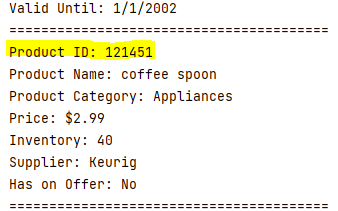 Valid Until: 1/1/2002
========================================
Product ID: 121451
Product Name: coffee spoon
Product Category: Appliances
Price: $2.99
Inventory: 40
Supplier: Keurig
Has on Offer: No
========================================